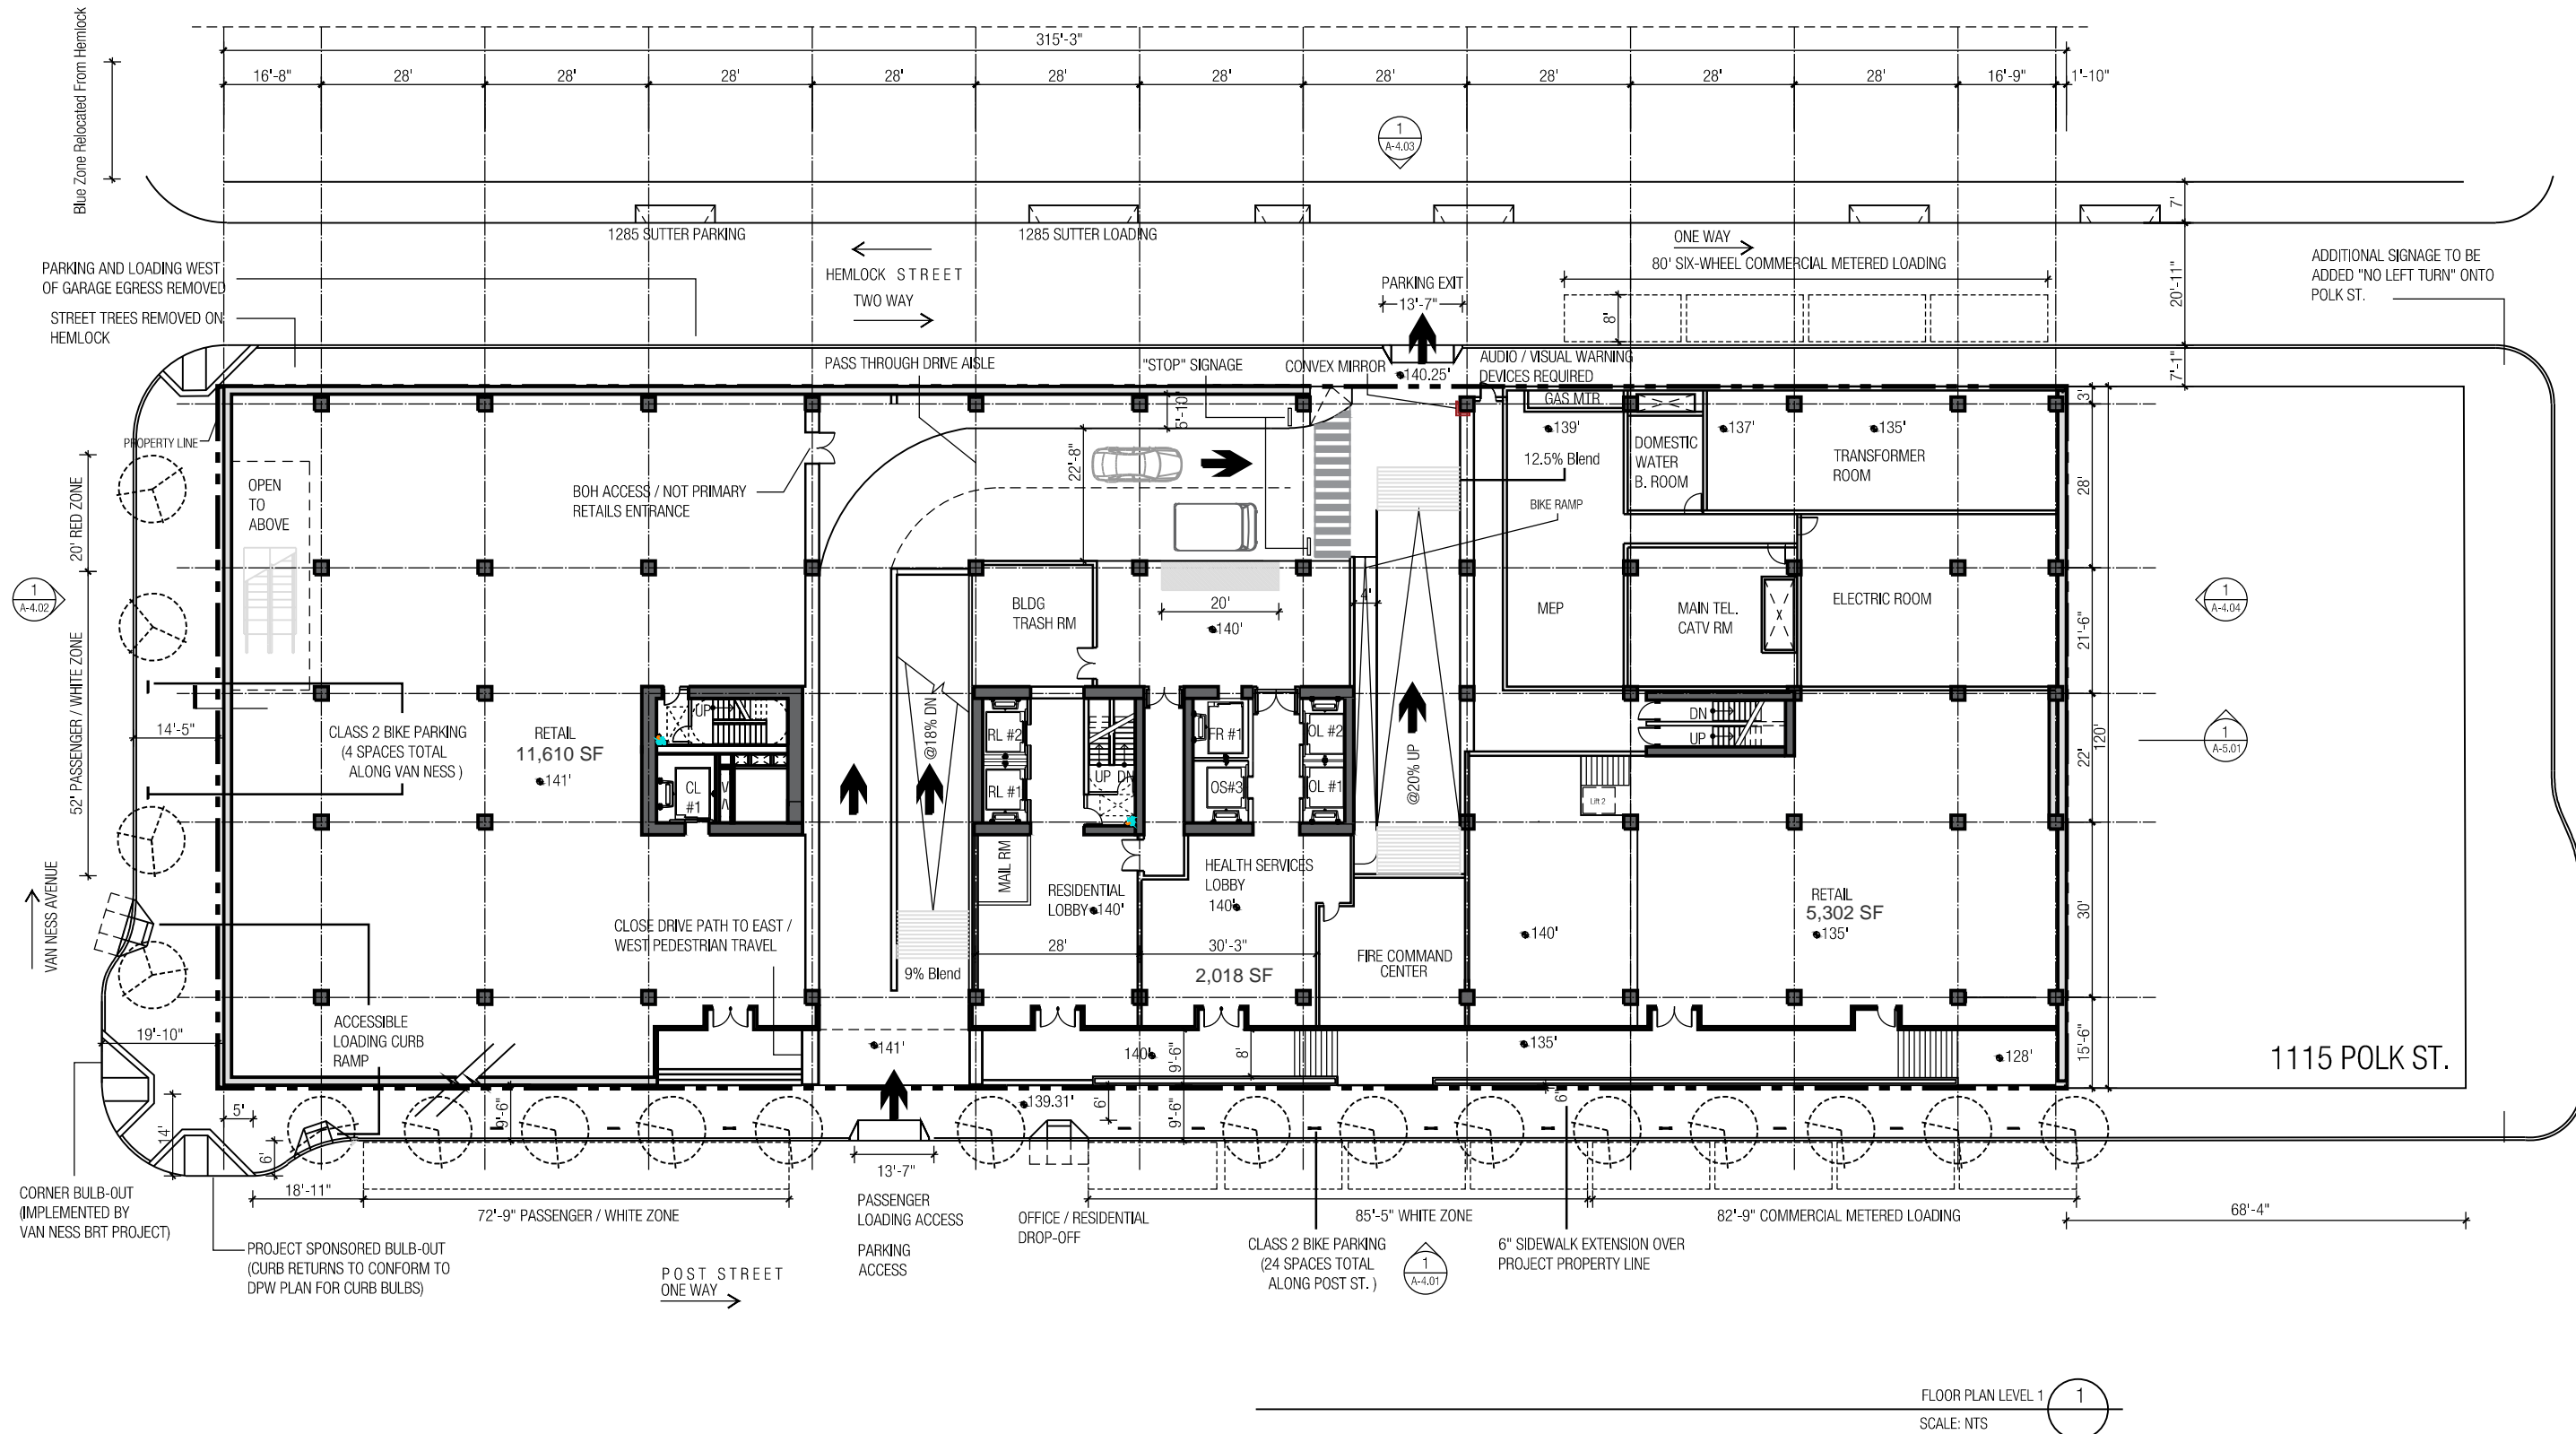 315'-3"
16'-8"
28'
28'
28'
28'
28'
28'
28'
28'
28'
28'
16'-9"
1'-10"
Blue Zone Relocated From Hemlock
1
A-4.03
7'
1285 SUTTER PARKING
1285 SUTTER LOADING
ONE WAY
80' SIX-WHEEL COMMERCIAL METERED LOADING
8'
20'-11"
7'-1"
ADDITIONAL SIGNAGE TO BE
ADDED "NO LEFT TURN" ONTO
POLK ST.
PARKING AND LOADING WEST
OF GARAGE EGRESS REMOVED
HEMLOCK STREET
TWO WAY
PARKING EXIT
13'-7"
STREET TREES REMOVED ON
HEMLOCK
PASS THROUGH DRIVE AISLE
"STOP" SIGNAGE
CONVEX MIRROR
140.25'
AUDIO / VISUAL WARNING
DEVICES REQUIRED
GAS MTR
3'
5'-10"
PROPERTY LINE
139'
137'
135'
22'-8"
DOMESTIC
WATER
B. ROOM
TRANSFORMER
ROOM
12.5% Blend
28'
OPEN
TO
ABOVE
20' RED ZONE
BOH ACCESS / NOT PRIMARY
RETAILS ENTRANCE
BIKE RAMP
1
A-4.02
BLDG
TRASH RM
20'
140'
4'
MEP
MAIN TEL.
CATV RM
ELECTRIC ROOM
21'-6"
1
A-4.04
52' PASSENGER / WHITE ZONE
14'-5"
CLASS 2 BIKE PARKING
(4 SPACES TOTAL
ALONG VAN NESS )
RETAIL
11,610 SF
141'
UP
CL
#1
@18% DN
RL #2
RL #1
UP DN
FR #1
OS#3
OL #2
OL #1
@20% UP
DN
UP
Lift 2
22'
120'
1
A-5.01
VAN NESS AVENUE
MAIL RM
RESIDENTIAL
LOBBY 140'
HEALTH SERVICES
LOBBY
140'
RETAIL
5,302 SF
135'
30'
CLOSE DRIVE PATH TO EAST /
WEST PEDESTRIAN TRAVEL
9% Blend
28'
30'-3"
2,018 SF
FIRE COMMAND
CENTER
140'
ACCESSIBLE
LOADING CURB
RAMP
19'-10"
141'
140'
9'-6"
8'
135'
128'
15'-6"
1115 POLK ST.
5'
14'
6'
9'-6"
139.31'
6'
9'-6"
6"
18'-11"
72'-9" PASSENGER / WHITE ZONE
13'-7"
PASSENGER
LOADING ACCESS
PARKING
ACCESS
OFFICE / RESIDENTIAL
DROP-OFF
85'-5" WHITE ZONE
82'-9" COMMERCIAL METERED LOADING
68'-4"
CORNER BULB-OUT
(IMPLEMENTED BY
VAN NESS BRT PROJECT)
PROJECT SPONSORED BULB-OUT
(CURB RETURNS TO CONFORM TO
DPW PLAN FOR CURB BULBS)
POST STREET
ONE WAY
CLASS 2 BIKE PARKING
(24 SPACES TOTAL
ALONG POST ST. )
1
A-4.01
6" SIDEWALK EXTENSION OVER
PROJECT PROPERTY LINE
FLOOR PLAN LEVEL 1
1
SCALE: NTS